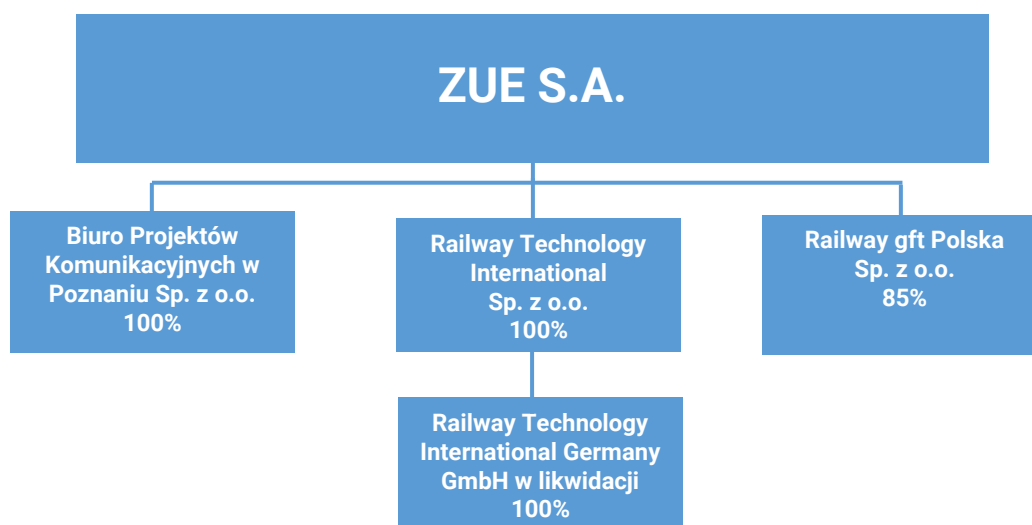 ZUE S.A.
Biuro Projektów
Komunikacyjnych w
Poznaniu Sp. z o.o.
100%
Railway Technology
International
Sp. z o.o.
100%
Railway gft Polska
Sp. z o.o.
85%
Railway Technology
International Germany
GmbH w likwidacji
100%